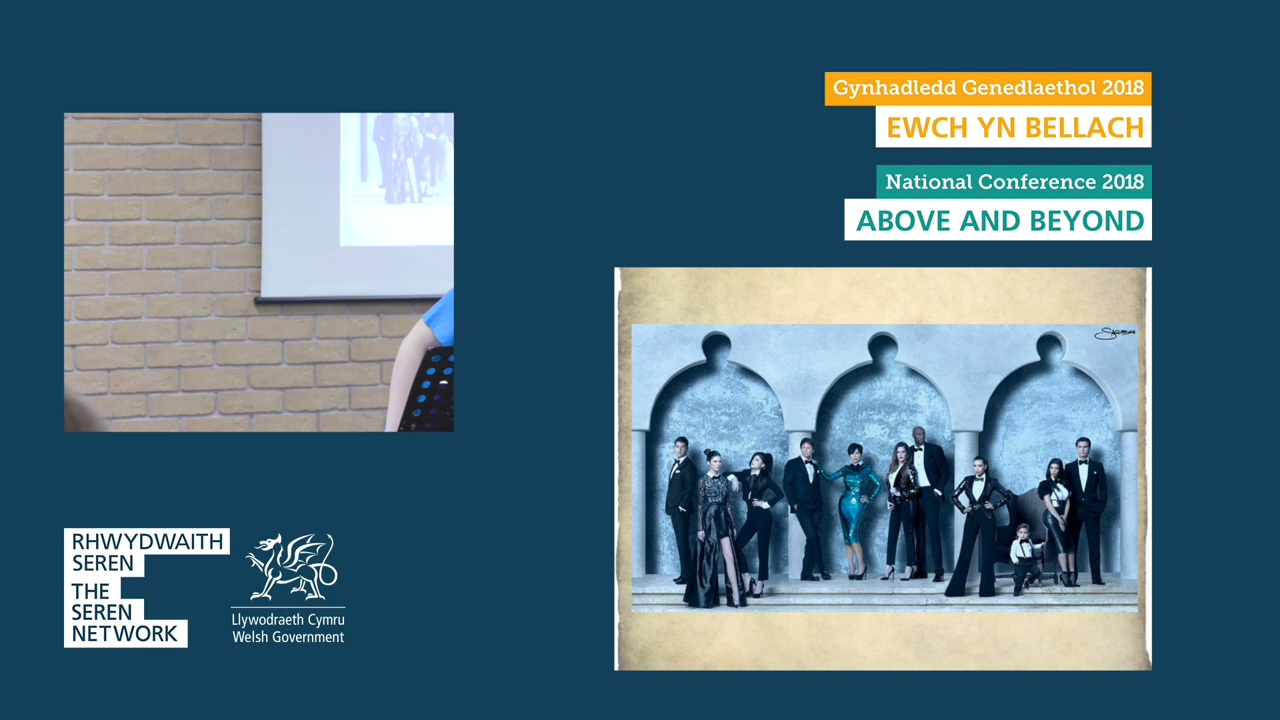 Gynhadledd Genedlaethol 2018
EWCH YN BELLACH
National Conference 2018
ABOVE AND BEYOND
RHWYDWAITH
SEREN
THE
SEREN
NETWORK
Llywodraeth Cymru
Welsh Government